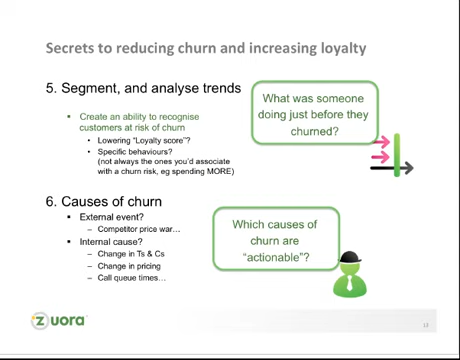 Secrets to reducing churn and increasing loyalty
5. Segment, and analyse trends
▪ Create an ability to recognise
customers at risk of churn
• Lowering "Loyalty score"?
• Specific behaviours?
(not always the ones you'd associate
with a churn risk, eg spending MORE)
What was someone
doing just before they
churned?
6. Causes of churn
▪ External event?
– Competitor price war…
▪ Internal cause?
– Change in Ts & Cs
– Change in pricing
– Call queue times…
Which causes of
churn are
"actionable"?
zuora
13